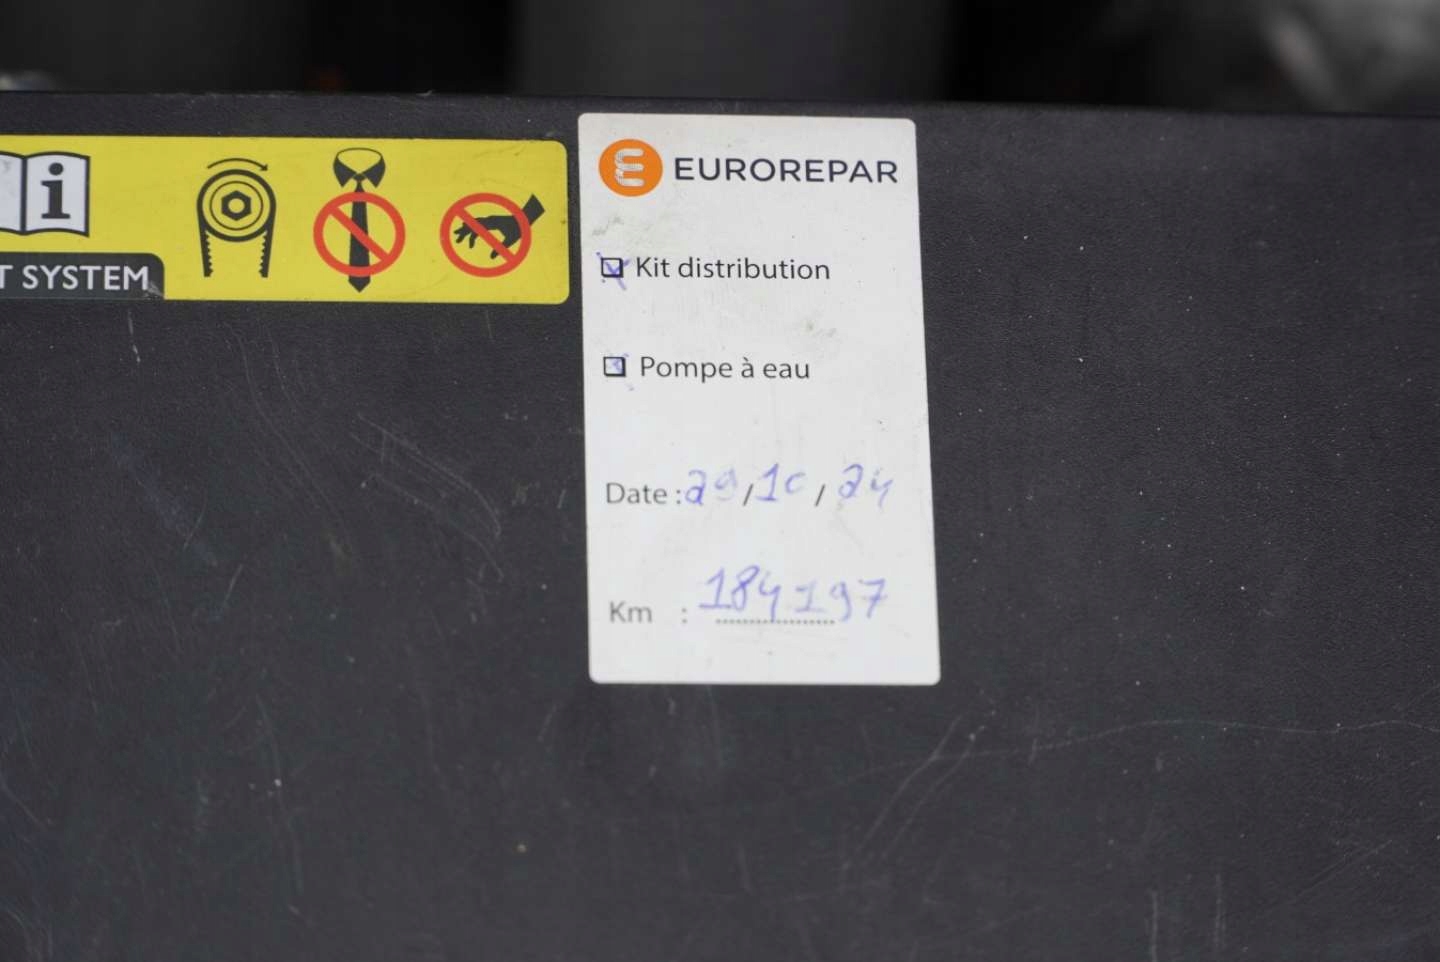 i
T SYSTEM
EUROREPAR
Kit distribution
Pompe à eau
Date : 29 / 10 / 24
Km : 184197